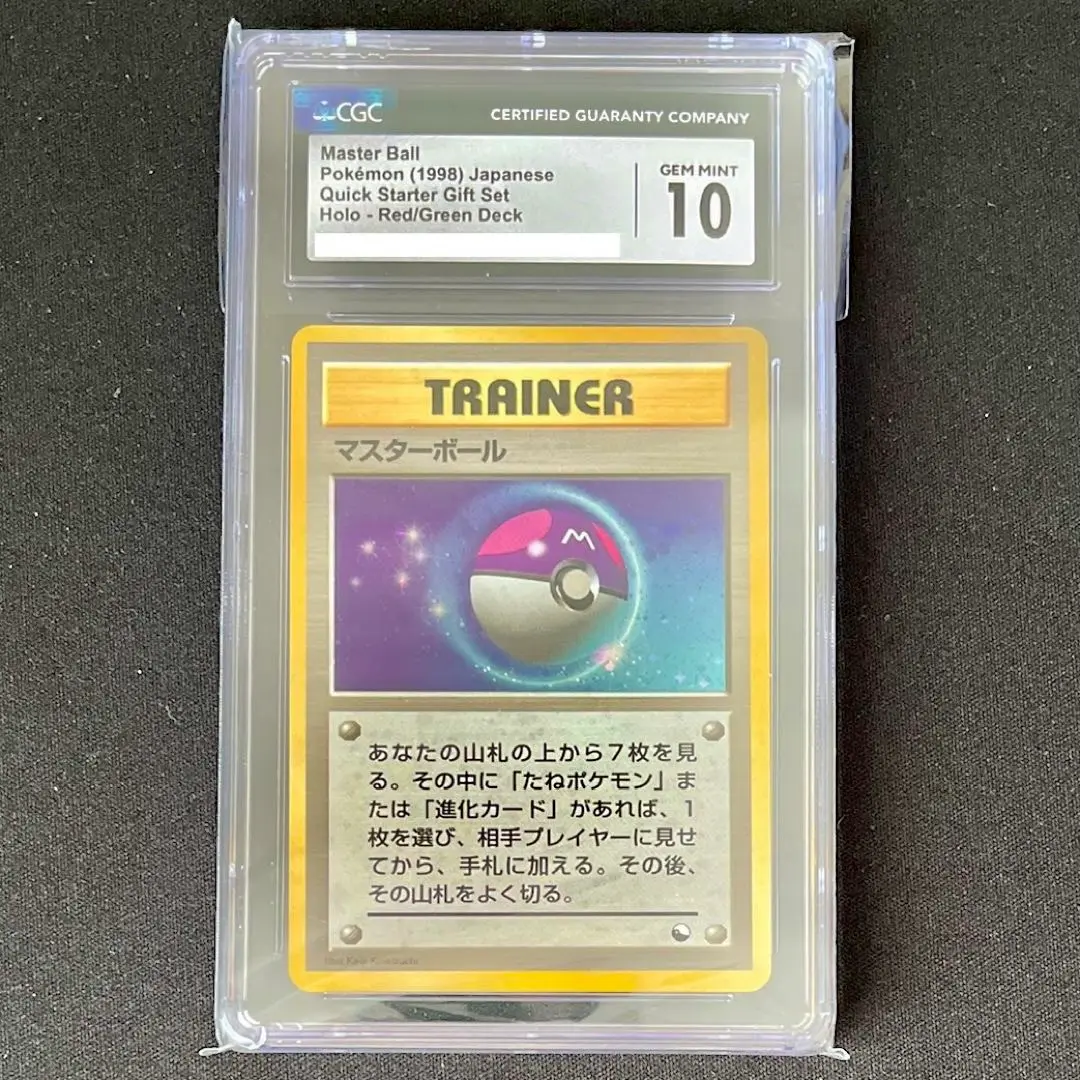 CGC
CERTIFIED GUARANTY COMPANY
Master Ball
Pokémon (1998) Japanese
Quick Starter Gift Set
Holo - Red/Green Deck
GEM MINT
10
TRAINER
マスターボール
M
あなたの山札の上から7枚を見
る。その中に「たねポケモン」ま
たは「進化カード」があれば、1
枚を選び、相手プレイヤーに見せ
てから、手札に加える。その後、
その山札をよく切る。